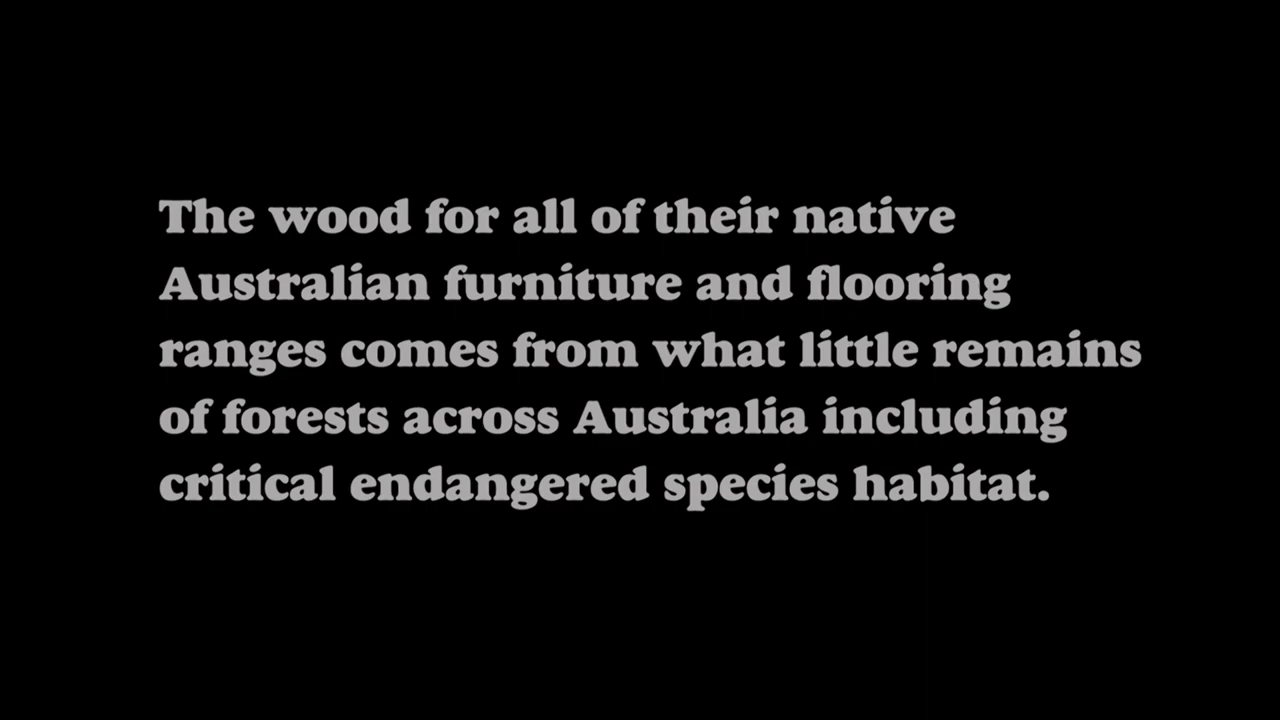 The wood for all of their native
Australian furniture and flooring
ranges comes from what little remains
of forests across Australia including
critical endangered species habitat.